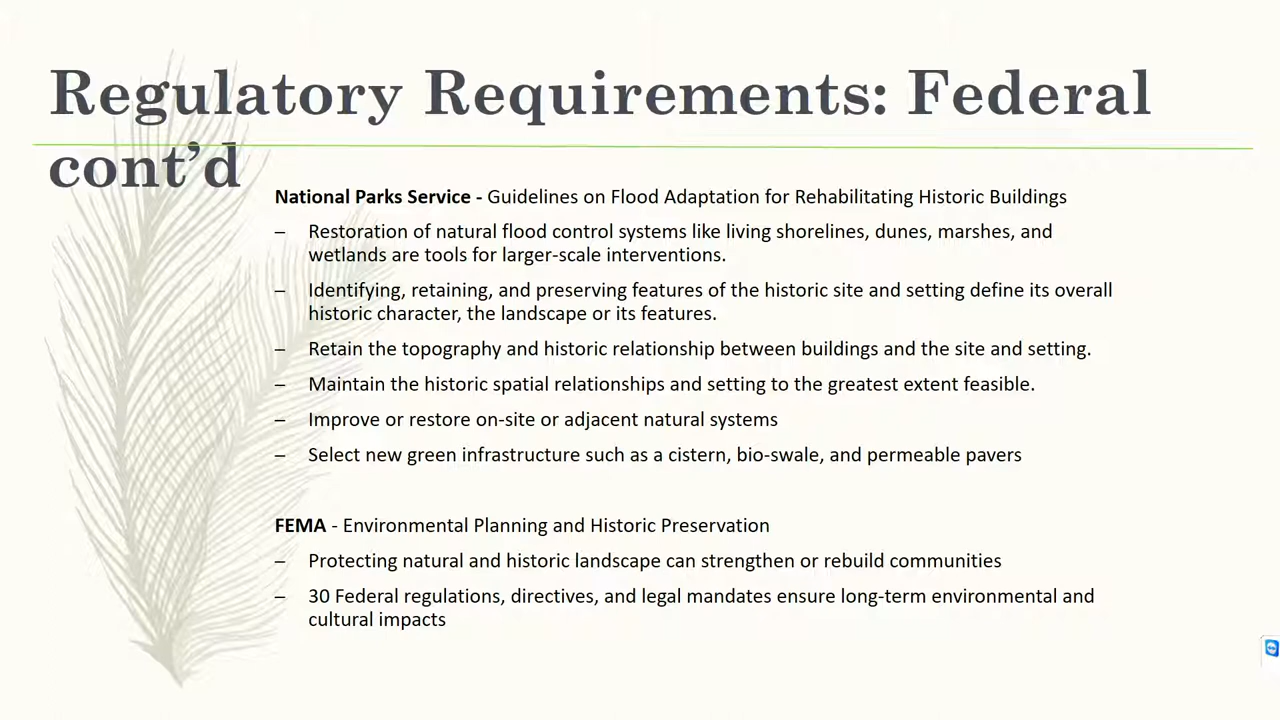 Regulatory Requirements: Federal
cont’d
National Parks Service - Guidelines on Flood Adaptation for Rehabilitating Historic Buildings
– Restoration of natural flood control systems like living shorelines, dunes, marshes, and
wetlands are tools for larger-scale interventions.
– Identifying, retaining, and preserving features of the historic site and setting define its overall
historic character, the landscape or its features.
– Retain the topography and historic relationship between buildings and the site and setting.
– Maintain the historic spatial relationships and setting to the greatest extent feasible.
– Improve or restore on-site or adjacent natural systems
– Select new green infrastructure such as a cistern, bio-swale, and permeable pavers
FEMA - Environmental Planning and Historic Preservation
– Protecting natural and historic landscape can strengthen or rebuild communities
– 30 Federal regulations, directives, and legal mandates ensure long-term environmental and
cultural impacts